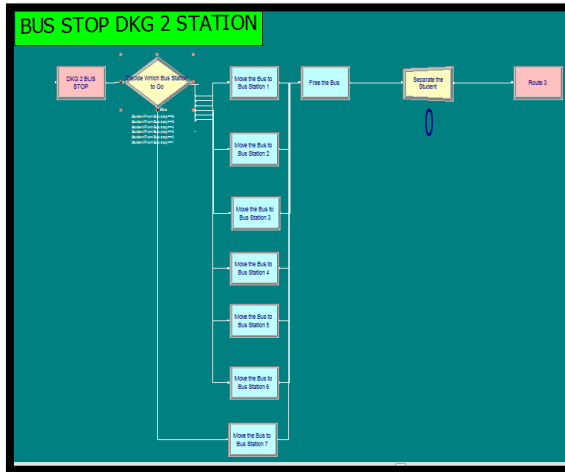 BUS STOP DKG 2 STATION
DKG 2 BUS
STOP
Decide Which Bus Station
to Go
Else
Move the Bus to
Bus Station 1
Free the Bus
Separate the
Student
0
Route 3
Move the Bus to
Bus Station 2
Move the Bus to
Bus Station 3
Move the Bus to
Bus Station 4
Move the Bus to
Bus Station 5
Move the Bus to
Bus Station 6
Move the Bus to
Bus Station 7